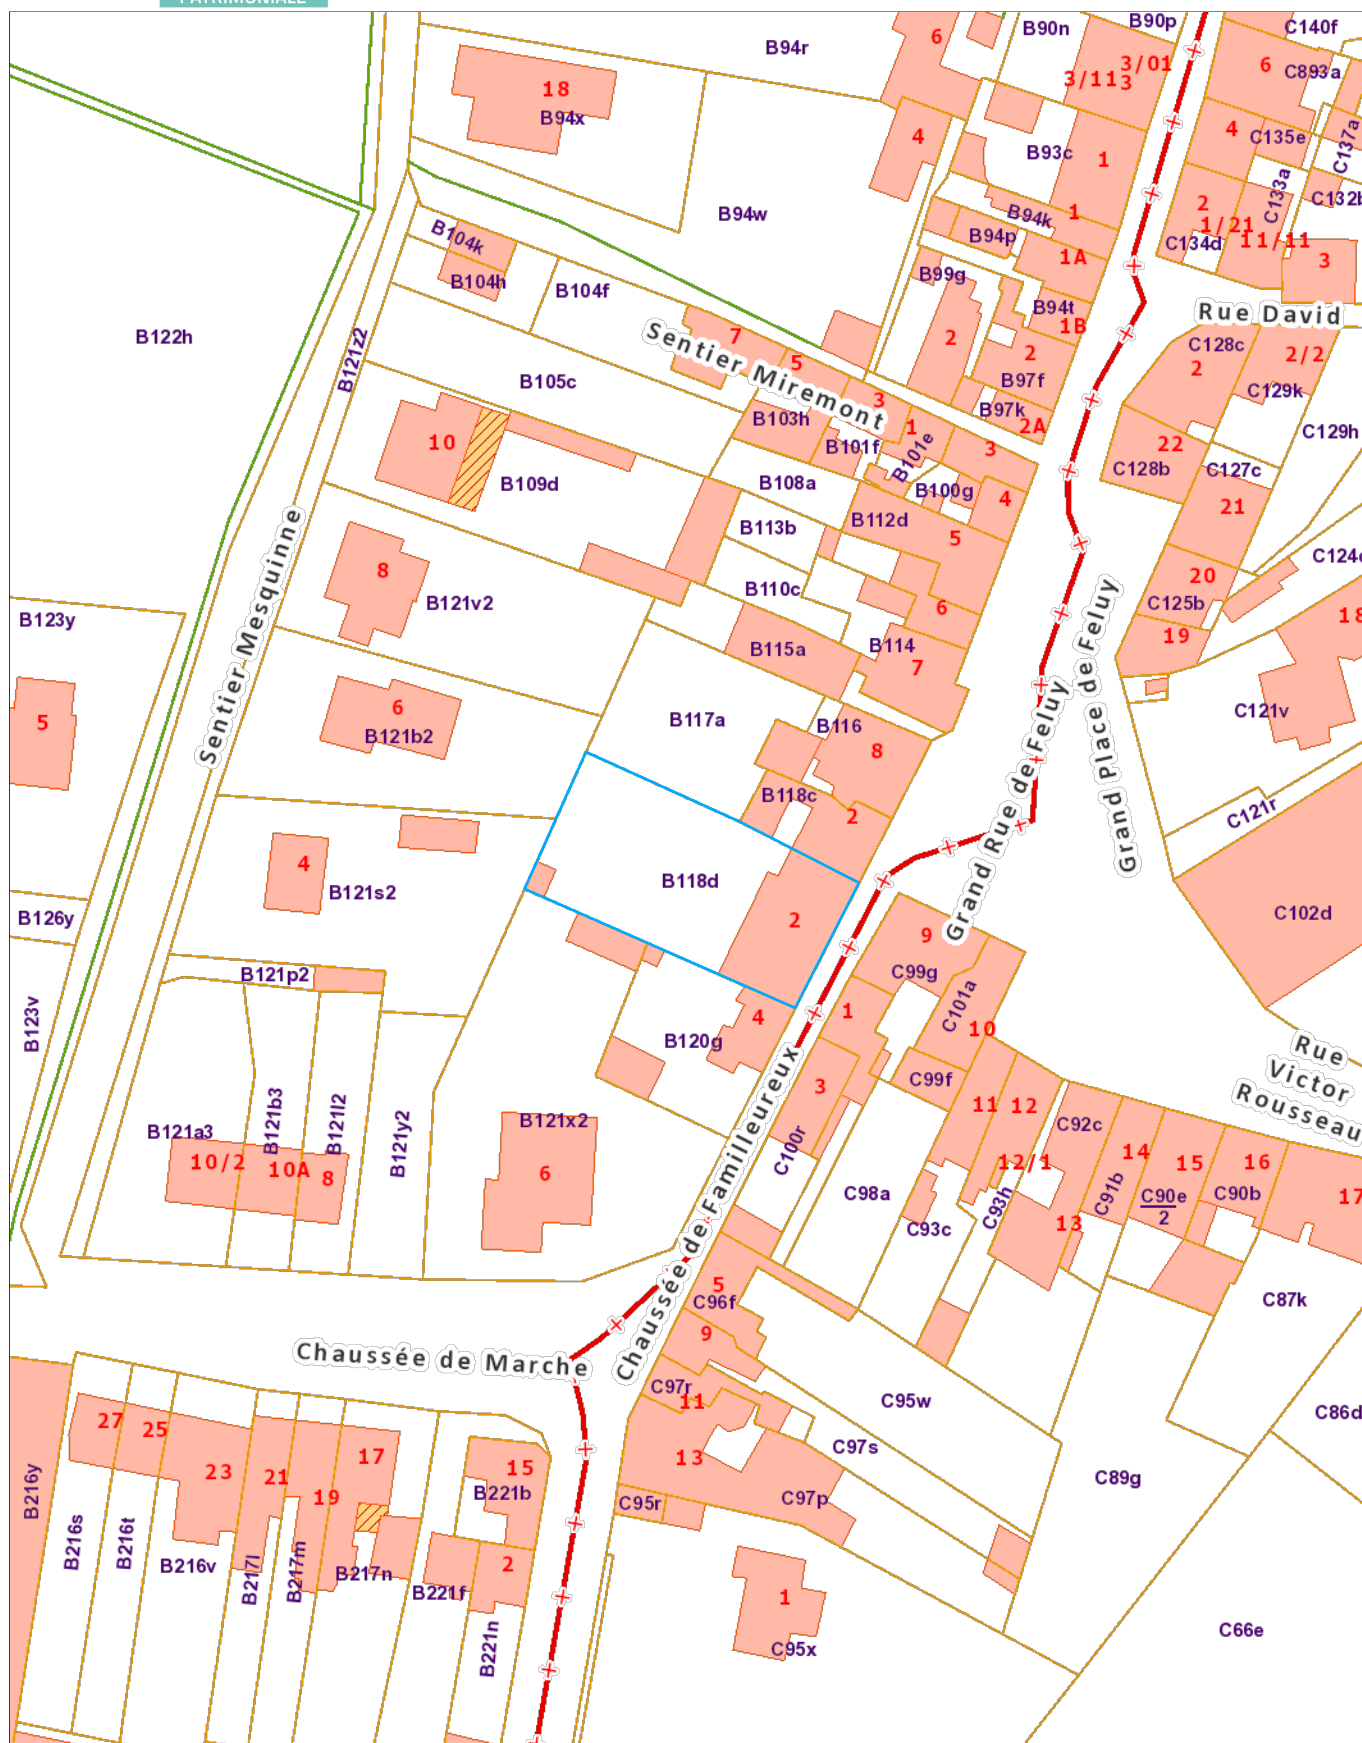 PATRIMONIALE
B90p
C140f
B90n
6
B94r
3/01
6
C893a
3/113
18
B94x
4
4
C135e
C137a
B93c
1
C133a
C132b
B94w
B94k
1
2
1/21
B104k
B94p
C134d
11/11
1A
3
B99g
B104h
B104f
B94t
1B
Rue David
B122h
7
Sentier Miremont
2
2
C128c
2/2
B121z2
5
2
B105c
B97f
C129k
3
B97k
B103h
1
2A
C129h
10
B101f
B101e
3
22
C128b
C127c
B109d
B108a
B100g
4
21
B113b
B112d
5
C124c
8
20
B110c
B121v2
6
C125b
18
B123y
Sentier Mesquinne
19
B115a
B114
7
Grand Place de Feluy
6
B117a
B116
C121v
5
B121b2
8
Grand Rue de Feluy
B118c
2
C121r
4
B118d
B121s2
C102d
B126y
2
9
B121p2
C99g
C101a
B123v
4
1
10
B120g
Rue
Victor
Rousseau
C99f
3
B121b3
B121l2
B121y2
B121x2
11
12
C92c
B121a3
C100r
14
10/2
10A
8
6
12/1
15
16
C98a
C91b
C90e
2
C90b
17
C93h
C93c
13
Chaussée de Familleureux
5
C96f
C87k
9
Chaussée de Marche
C97r
11
C95w
C86d
27
25
C97s
17
13
23
21
15
C89g
B216y
19
B221b
C95r
C97p
B216s
B216t
B216v
B217l
B217m
B217n
2
B221f
1
B221n
C95x
C66e